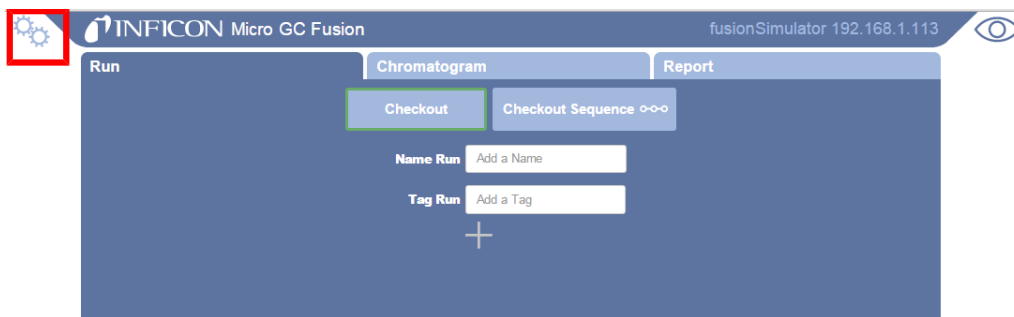 INFICON Micro GC Fusion
fusionSimulator 192.168.1.113
Run
Chromatogram
Report
Checkout
Checkout Sequence
Name Run
Add a Name
Tag Run
Add a Tag